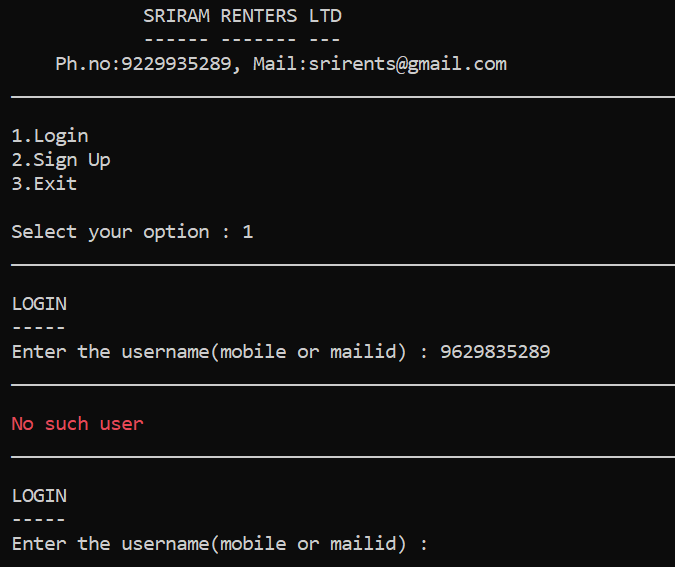 SRIRAM RENTERS LTD
------ ------- ---
Ph.no:9229935289, Mail:srirents@gmail.com
1.Login
2.Sign Up
3.Exit
Select your option : 1
LOGIN
-----
Enter the username(mobile or mailid) : 9629835289
No such user
LOGIN
-----
Enter the username(mobile or mailid) :